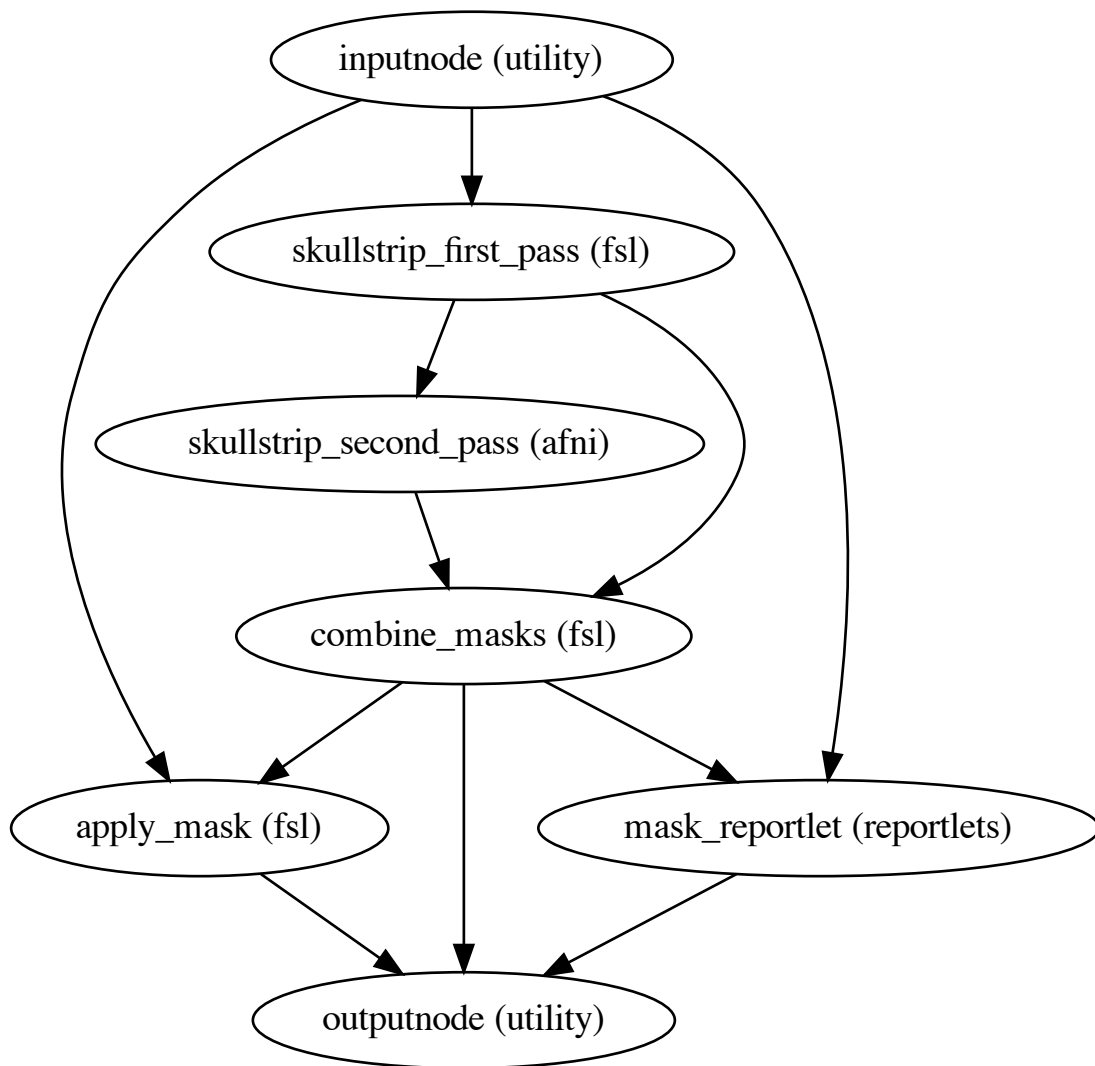 inputnode (utility)
skullstrip_first_pass (fsl)
skullstrip_second_pass (afni)
combine_masks (fsl)
apply_mask (fsl)
mask_reportlet (reportlets)
outputnode (utility)